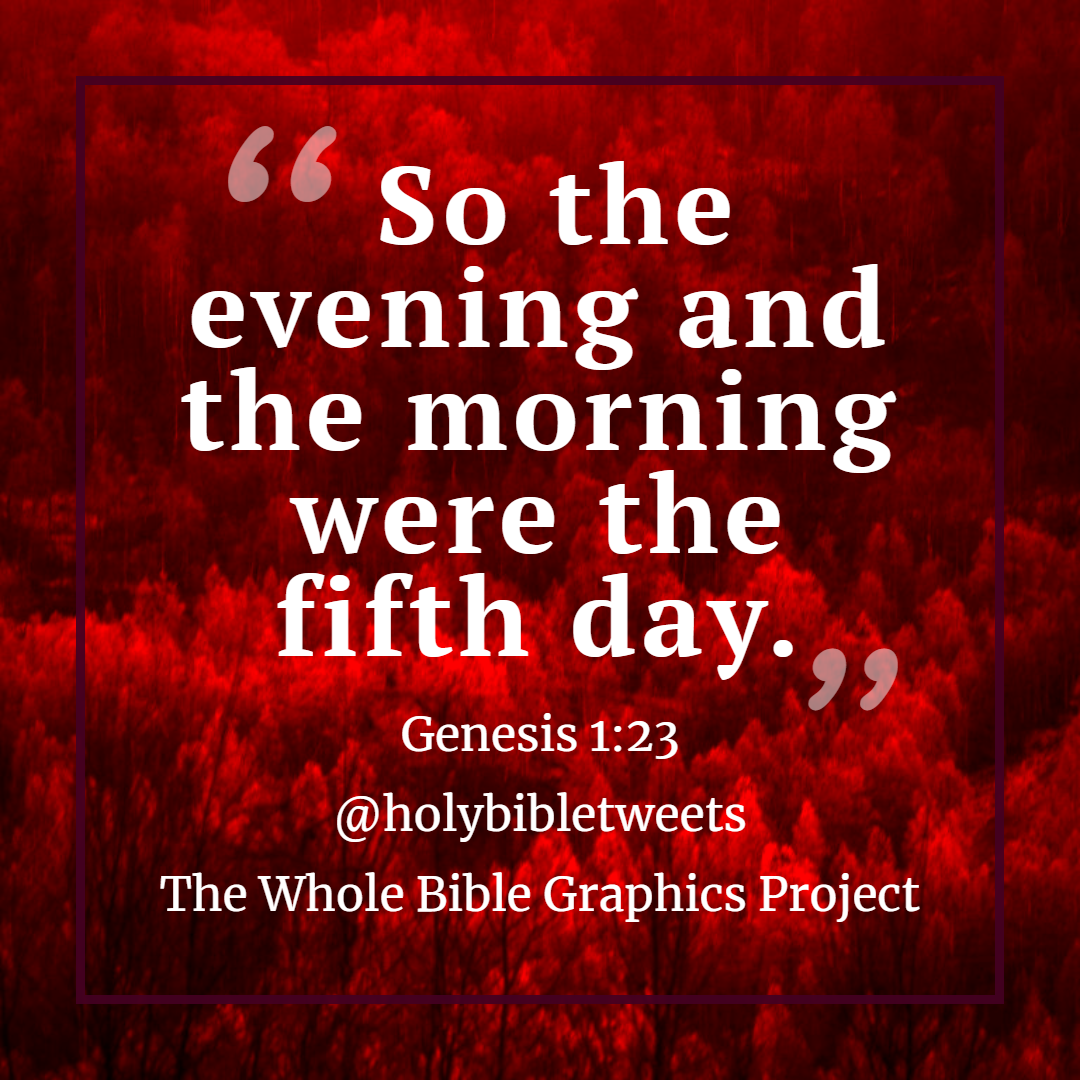 “ So the
evening and
the morning
were the
fifth day. ”
Genesis 1:23
@holybibletweets
The Whole Bible Graphics Project